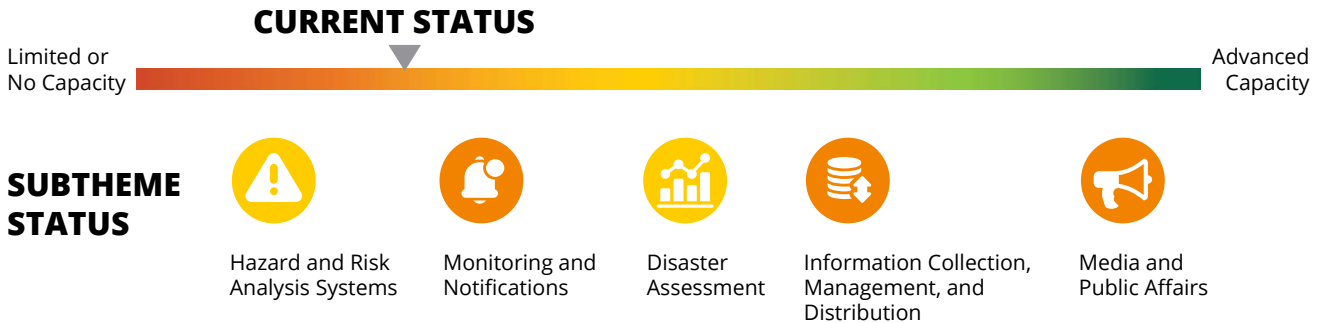 CURRENT STATUS
Limited or
No Capacity
Advanced
Capacity
SUBTHEME
STATUS
Hazard and Risk
Analysis Systems
Monitoring and
Notifications
Disaster
Assessment
Information Collection,
Management, and
Distribution
Media and
Public Affairs